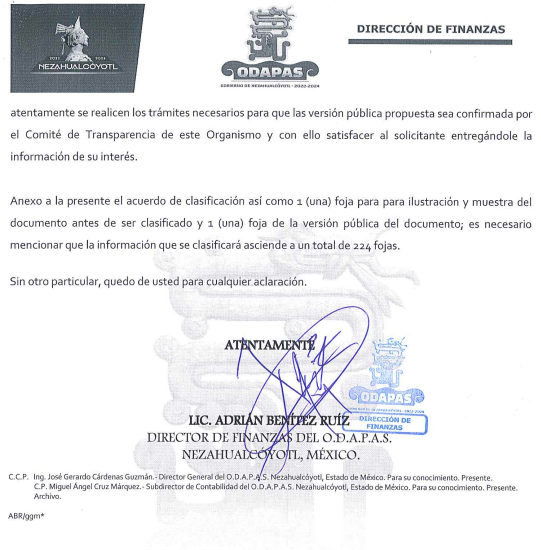 2022 2024
NEZAHUALCÓYOTL
ODAPAS
GOBIERNO DE NEZAHUALCÓYOTL - 2022-2024
DIRECCIÓN DE FINANZAS
atentamente se realicen los trámites necesarios para que las versión pública propuesta sea confirmada por
el Comité de Transparencia de este Organismo y con ello satisfacer al solicitante entregándole la
información de su interés.
Anexo a la presente el acuerdo de clasificación así como 1 (una) foja para para ilustración y muestra del
documento antes de ser clasificado y 1 (una) foja de la versión pública del documento; es necesario
mencionar que la información que se clasificará asciende a un total de 224 fojas.
Sin otro particular, quedo de usted para cualquier aclaración.
ATENTAMENTE
ODAPAS
GOBIERNO DE NEZAHUALCÓYOTL - 2022-2024
DIRECCIÓN DE
FINANZAS
LIC. ADRIÁN BENÍTEZ RUÍZ
DIRECTOR DE FINANZAS DEL O.D.A.P.A.S.
NEZAHUALCÓYOTL, MÉXICO.
C.C.P. Ing. José Gerardo Cárdenas Guzmán.- Director General del O.D.A.P.A.S. Nezahualcóyotl, Estado de México. Para su conocimiento. Presente.
C.P. Miguel Ángel Cruz Márquez.- Subdirector de Contabilidad del O.D.A.P.A.S. Nezahualcóyotl, Estado de México. Para su conocimiento. Presente.
Archivo.
ABR/ggm*